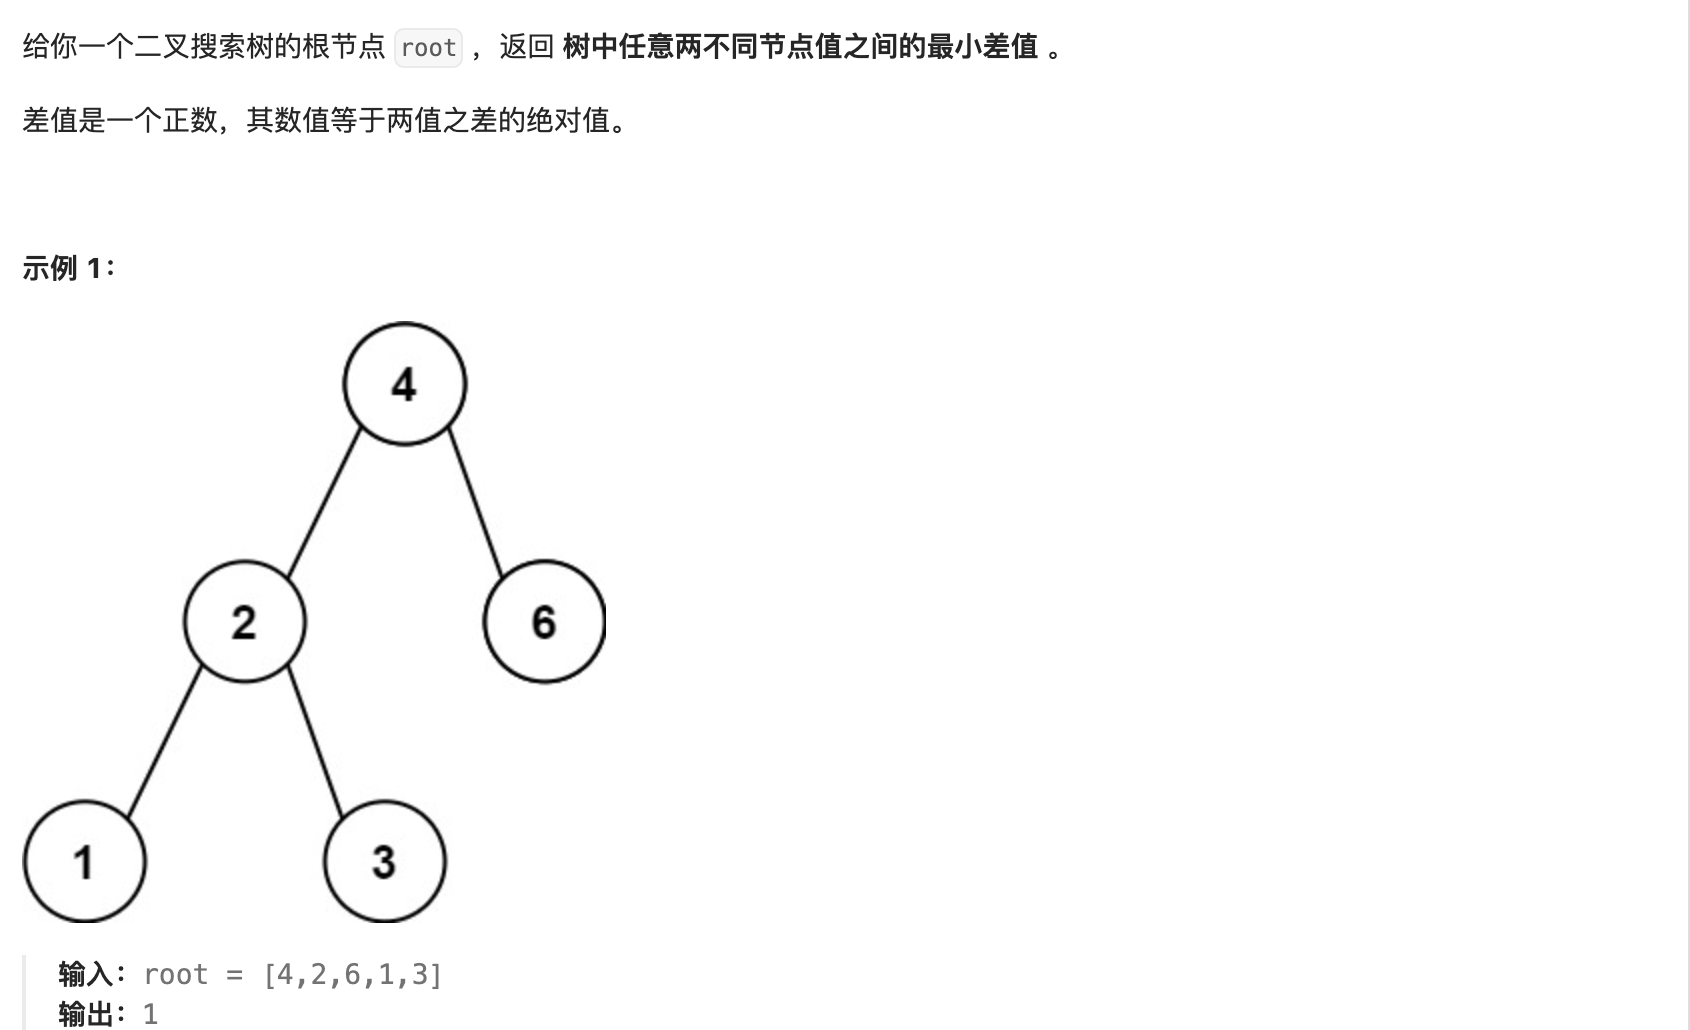 给你一个二叉搜索树的根节点 root ，返回 树中任意两不同节点值之间的最小差值 。
差值是一个正数，其数值等于两值之差的绝对值。
示例 1：
4
2
6
1
3
输入：root = [4,2,6,1,3]
输出：1